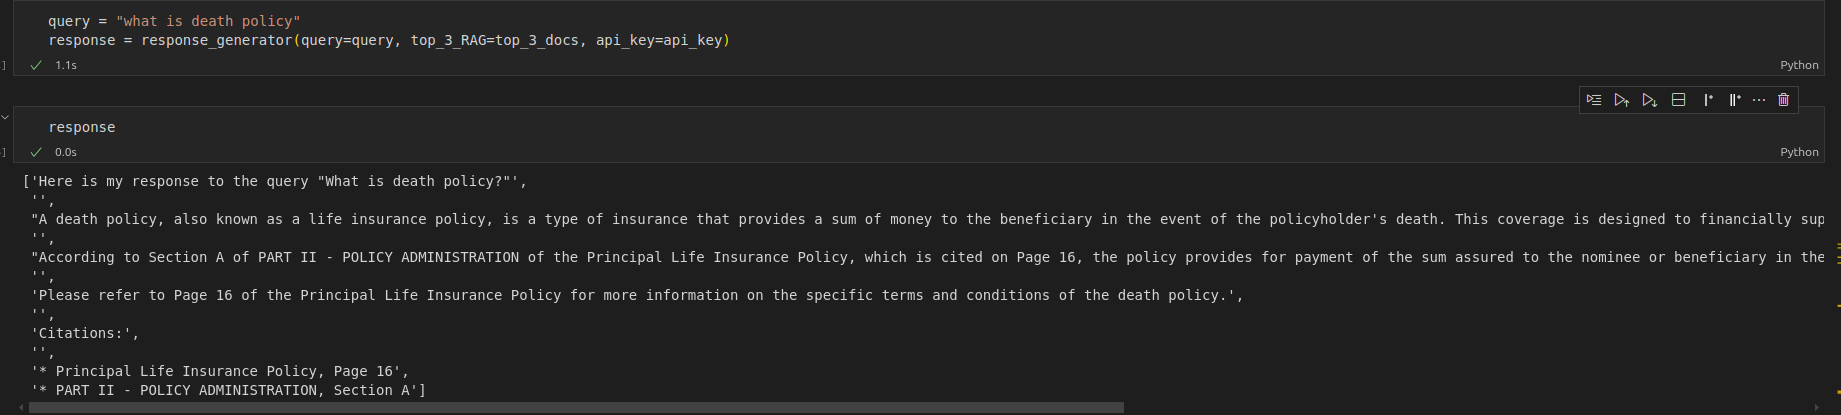 query = "what is death policy"
response = response_generator(query=query, top_3_RAG=top_3_docs, api_key=api_key)
] ✓ 1.1s Python
response
] ✓ 0.0s Python
['Here is my response to the query "What is death policy?"',
'',
"A death policy, also known as a life insurance policy, is a type of insurance that provides a sum of money to the beneficiary in the event of the policyholder's death. This coverage is designed to financially sup
'',
"According to Section A of PART II - POLICY ADMINISTRATION of the Principal Life Insurance Policy, which is cited on Page 16, the policy provides for payment of the sum assured to the nominee or beneficiary in the
'',
'Please refer to Page 16 of the Principal Life Insurance Policy for more information on the specific terms and conditions of the death policy.',
'',
'Citations:',
'',
'* Principal Life Insurance Policy, Page 16',
'* PART II - POLICY ADMINISTRATION, Section A']